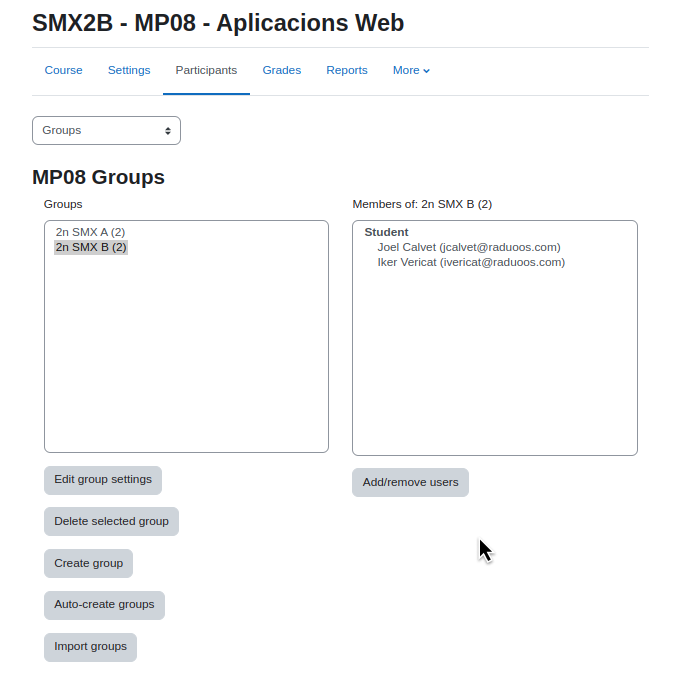 SMX2B - MP08 - Aplicacions Web
Course Settings Participants Grades Reports More
Groups
MP08 Groups
Groups
2n SMX A (2)
2n SMX B (2)
Members of: 2n SMX B (2)
Student
Joel Calvet (jcalvet@raduoos.com)
Iker Vericat (ivericat@raduoos.com)
Edit group settings
Delete selected group
Create group
Auto-create groups
Import groups
Add/remove users